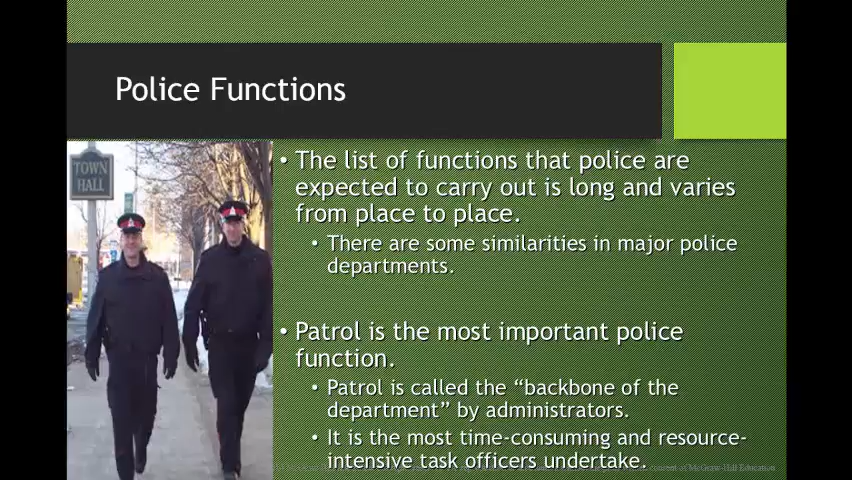 Police Functions
TOWN
HALL
• The list of functions that police are
expected to carry out is long and varies
from place to place.
• There are some similarities in major police
departments.
• Patrol is the most important police
function.
• Patrol is called the “backbone of the
department” by administrators.
• It is the most time-consuming and resource-
intensive task officers undertake.
consent of McGraw-Hill Education